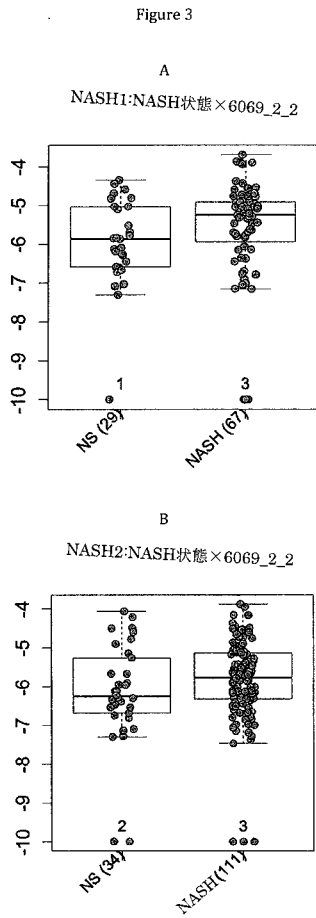 Figure 3
A
NASH1:NASH状態×6069_2_2
-4
-5
-6
-7
-8
-9
-10
1
3
NS (29)
NASH (67)
B
NASH2:NASH状態×6069_2_2
-4
-5
-6
-7
-8
-9
-10
2
3
NS (34)
NASH(111)